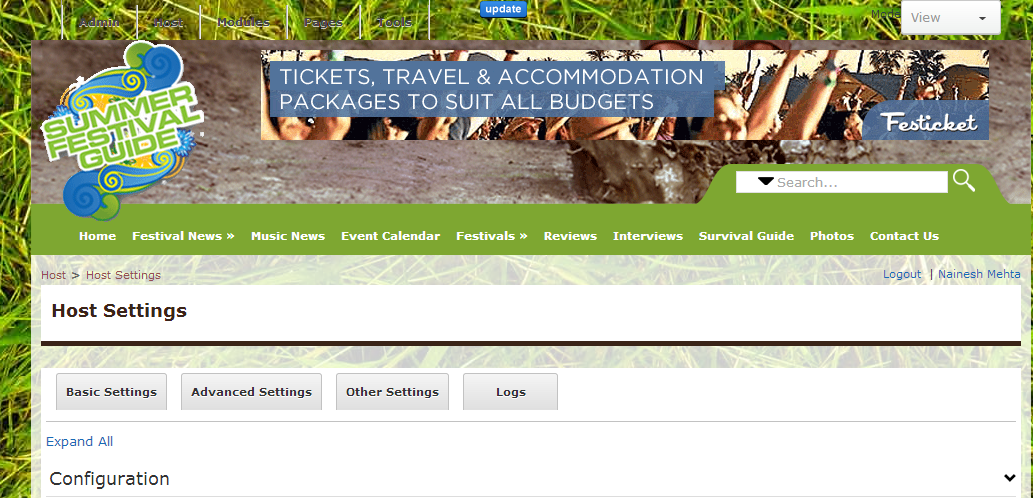 Admin Host Modules Pages Tools update Mode View
SUMMER
FESTIVAL
GUIDE
TICKETS, TRAVEL & ACCOMMODATION
PACKAGES TO SUIT ALL BUDGETS
Festicket
Search...
Home Festival News » Music News Event Calendar Festivals » Reviews Interviews Survival Guide Photos Contact Us
Host > Host Settings Logout | Nainesh Mehta
Host Settings
Basic Settings Advanced Settings Other Settings Logs
Expand All
Configuration